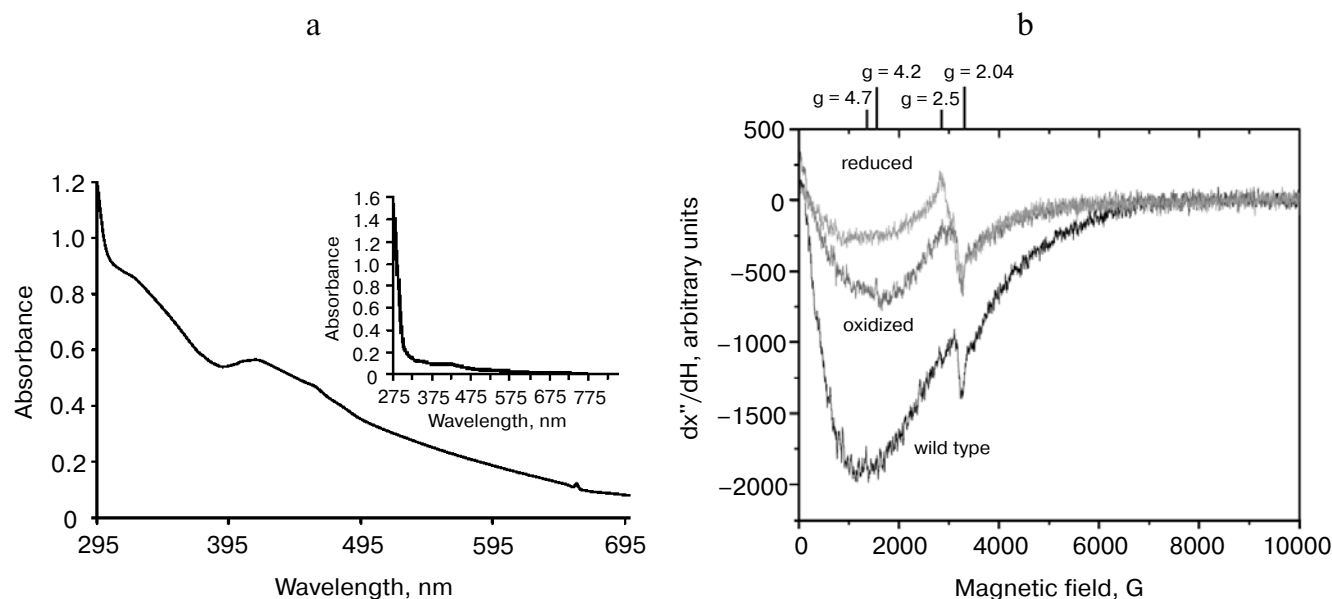 a
1.2
1.0
0.8
0.6
0.4
0.2
0
Absorbance
295 395 495 595 695
Wavelength, nm
1.6
1.4
1.2
1.0
0.8
0.6
0.4
0.2
0
Absorbance
275 375 475 575 675 775
Wavelength, nm
b
g = 4.2 g = 2.04
g = 4.7 g = 2.5
500
0
−500
−1000
−1500
−2000
dx"/dH, arbitrary units
reduced
oxidized
wild type
0 2000 4000 6000 8000 10000
Magnetic field, G